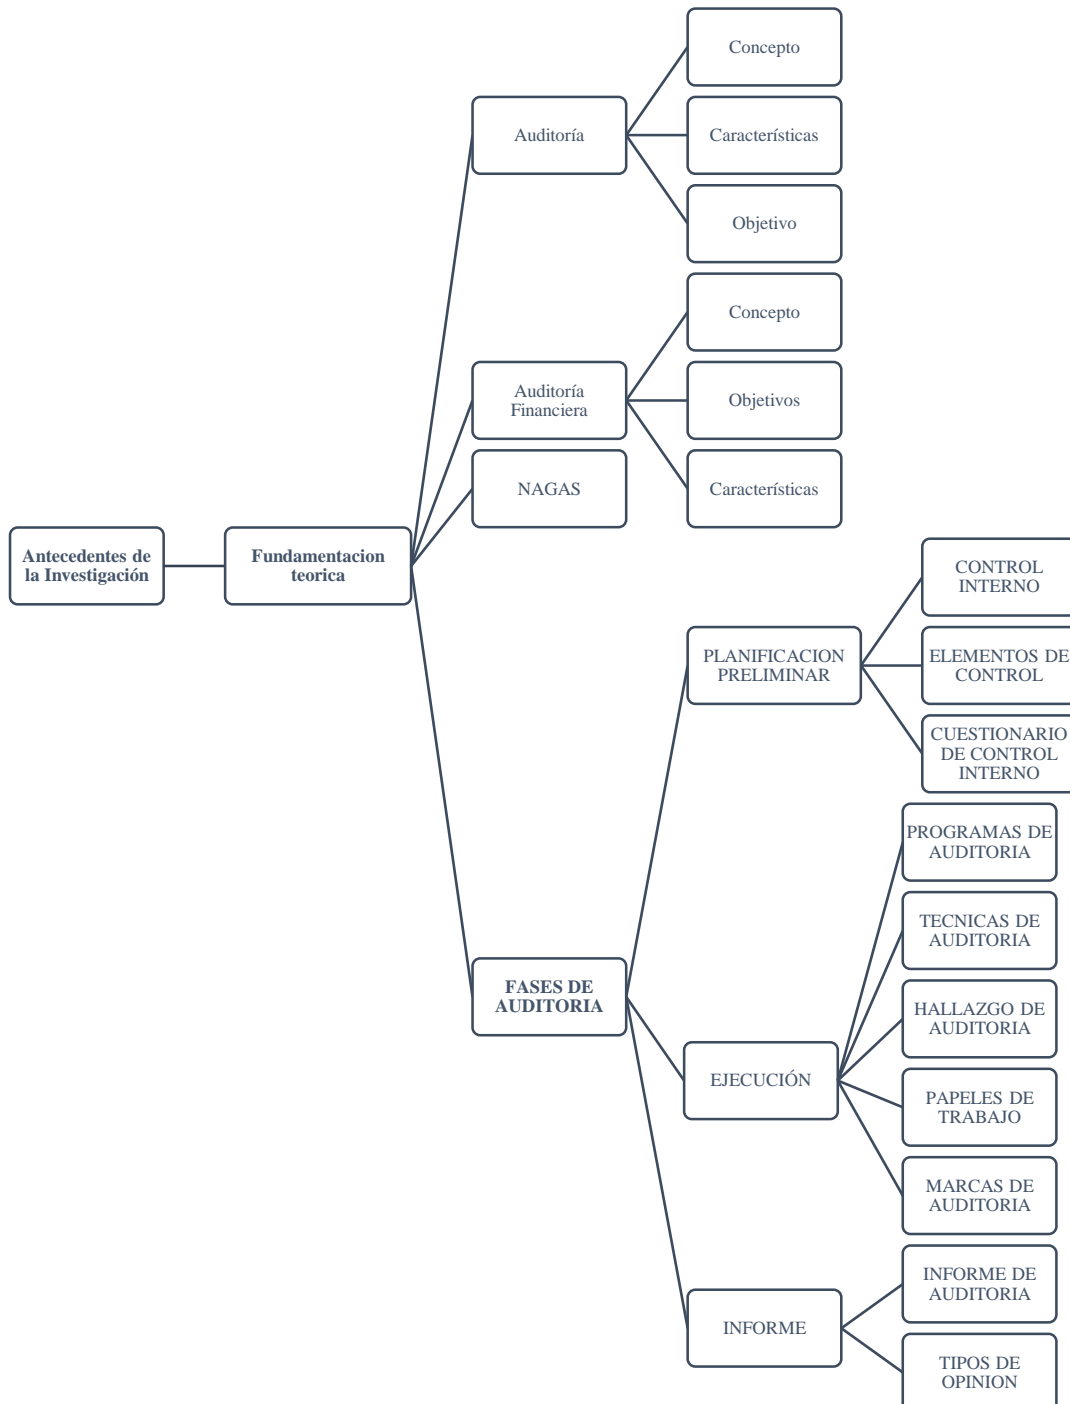 Concepto
Auditoría
Características
Objetivo
Concepto
Auditoría
Financiera
Objetivos
NAGAS
Características
Antecedentes de
la Investigación
Fundamentacion
teorica
CONTROL
INTERNO
PLANIFICACION
PRELIMINAR
ELEMENTOS DE
CONTROL
CUESTIONARIO
DE CONTROL
INTERNO
PROGRAMAS DE
AUDITORIA
TECNICAS DE
AUDITORIA
FASES DE
AUDITORIA
HALLAZGO DE
AUDITORIA
EJECUCIÓN
PAPELES DE
TRABAJO
MARCAS DE
AUDITORIA
INFORME DE
AUDITORIA
INFORME
TIPOS DE
OPINION